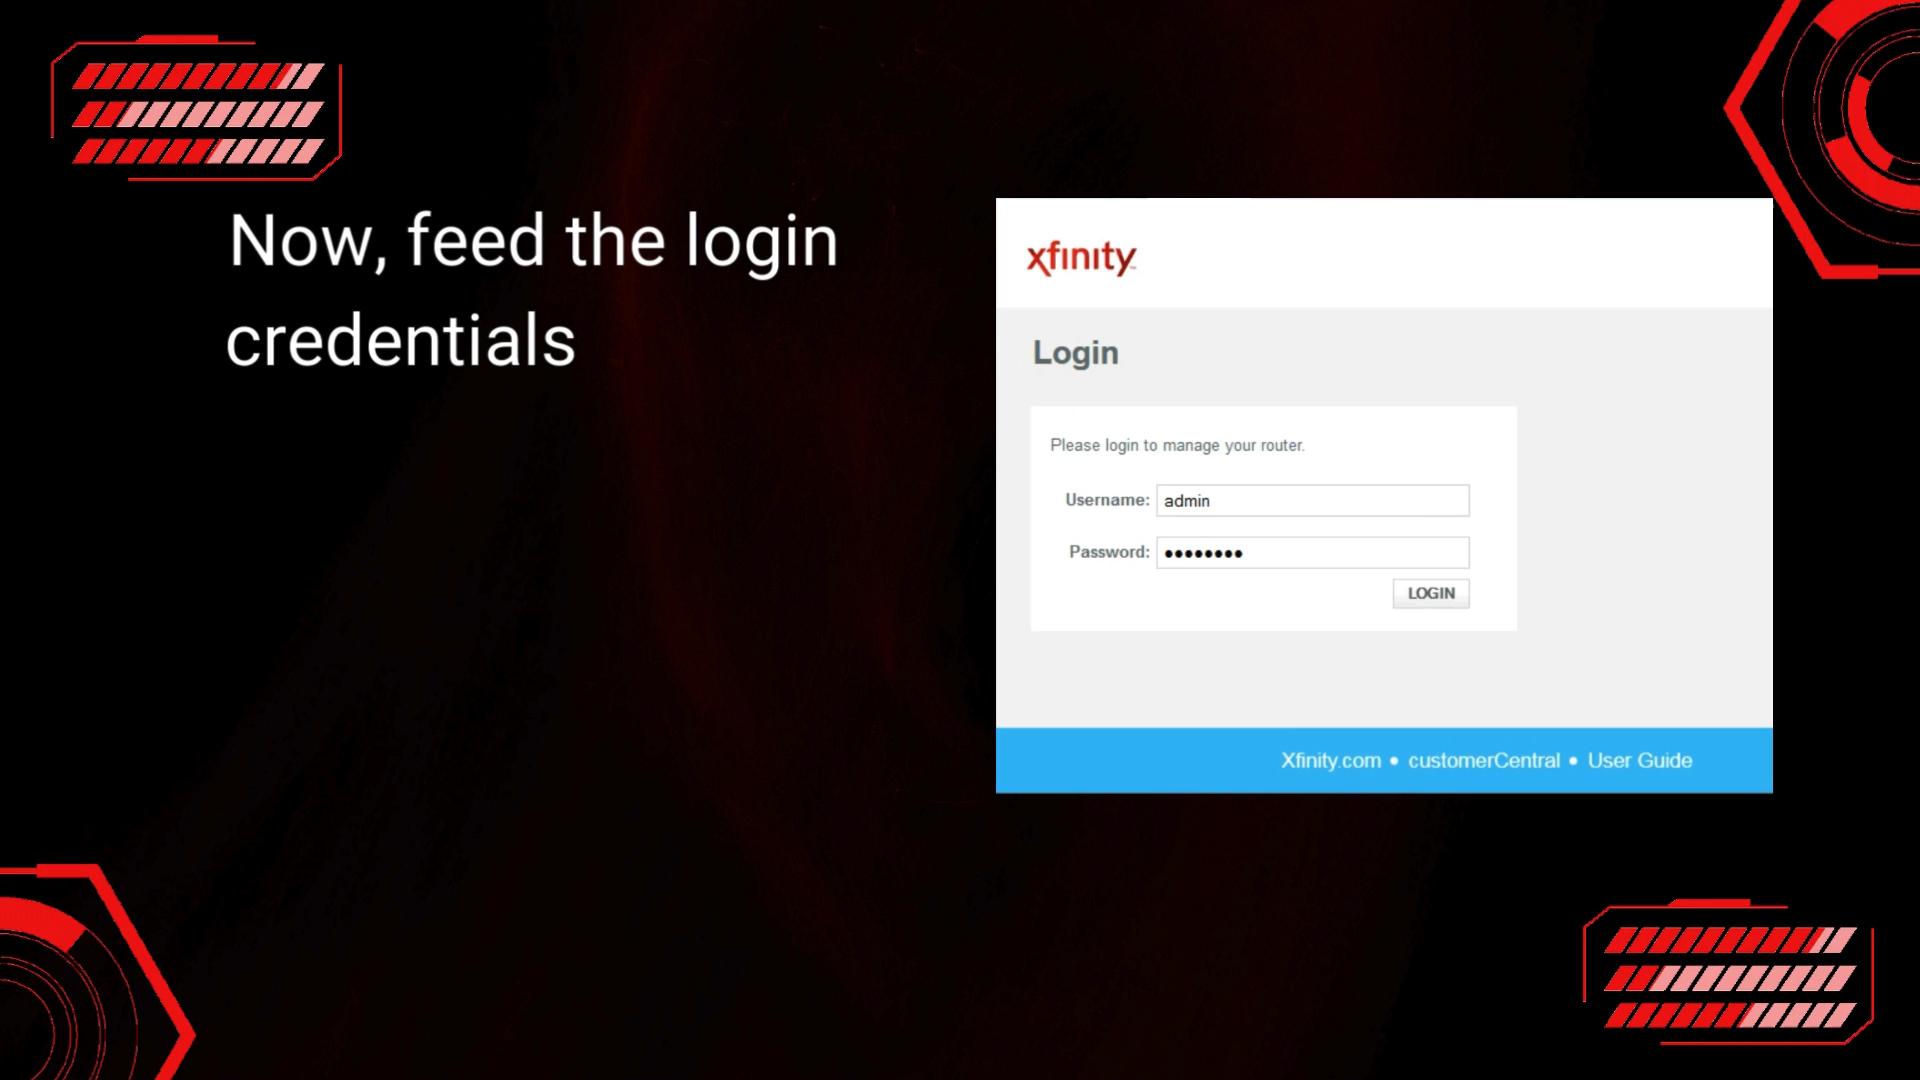 Now, feed the login
credentials
xfinity
Login
Please login to manage your router.
Username: admin
Password: ••••••••
LOGIN
Xfinity.com • customerCentral • User Guide